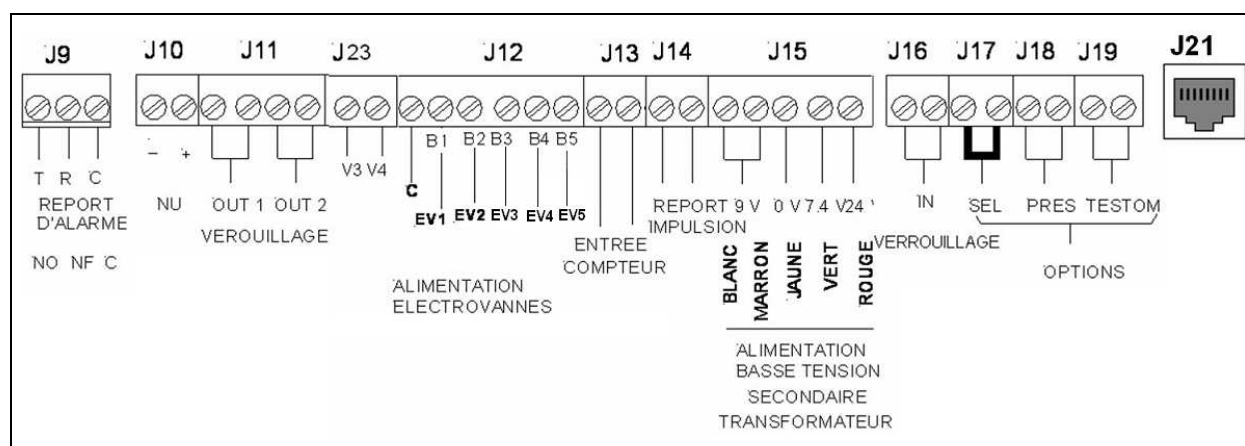 J9 J10 J11 J23 J12 J13 J14 J15 J16 J17 J18 J19 J21
B1 B2 B3 B4 B5
T R C
REPORT
D'ALARME
NO NF C
- +
NU
OUT 1 OUT 2
VEROUILLAGE
V3 V4
C
EV1 EV2 EV3 EV4 EV5
ALIMENTATION
ELECTROVANNES
ENTREE
COMPTEUR
REPORT
IMPULSION
9 V 0 V 7.4 V 24 V
BLANC
MARRON
JAUNE
VERT
ROUGE
ALIMENTATION
BASSE TENSION
SECONDAIRE
TRANSFORMATEUR
IN
VERROUILLAGE
SEL PRES TESTOM
OPTIONS